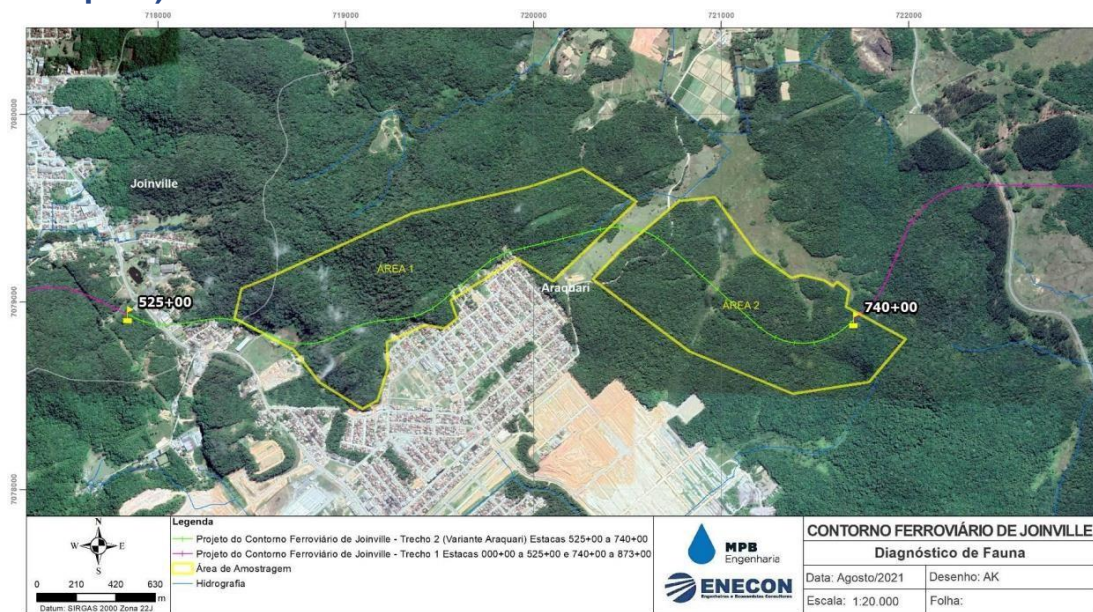 718000 719000 720000 721000 722000
7080000
7079000
7078000
Joinville
525+00
ÁREA 1
Araquari
ÁREA 2
740+00
N
W E
S
0 210 420 630
m
Datum: SIRGAS 2000 Zona 22J
Legenda
Projeto do Contorno Ferroviário de Joinville - Trecho 2 (Variante Araquari) Estacas 525+00 a 740+00
Projeto do Contorno Ferroviário de Joinville - Trecho 1 Estacas 000+00 a 525+00 e 740+00 a 873+00
Área de Amostragem
Hidrografia
MPB
Engenharia
ENECON
CONTORNO FERROVIÁRIO DE JOINVILLE
Diagnóstico de Fauna
Data: Agosto/2021 Desenho: AK
Escala: 1:20.000 Folha: